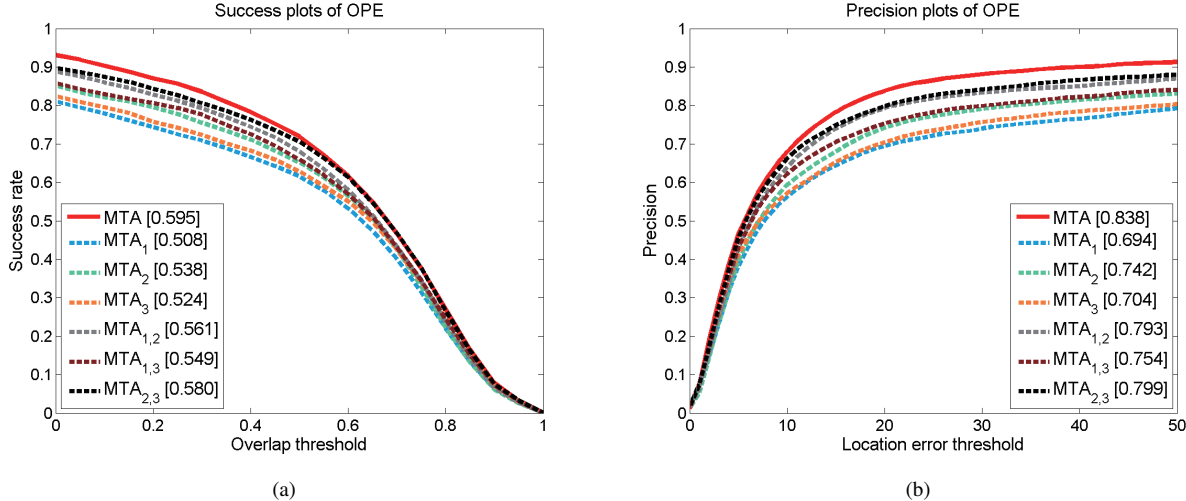 Success plots of OPE
1
0.9
0.8
0.7
0.6
0.5
0.4
0.3
0.2
0.1
0
Success rate
MTA [0.595]
MTA1 [0.508]
MTA2 [0.538]
MTA3 [0.524]
MTA1,2 [0.561]
MTA1,3 [0.549]
MTA2,3 [0.580]
0 0.2 0.4 0.6 0.8 1
Overlap threshold
(a)
Precision plots of OPE
1
0.9
0.8
0.7
0.6
0.5
0.4
0.3
0.2
0.1
0
Precision
MTA [0.838]
MTA1 [0.694]
MTA2 [0.742]
MTA3 [0.704]
MTA1,2 [0.793]
MTA1,3 [0.754]
MTA2,3 [0.799]
0 10 20 30 40 50
Location error threshold
(b)